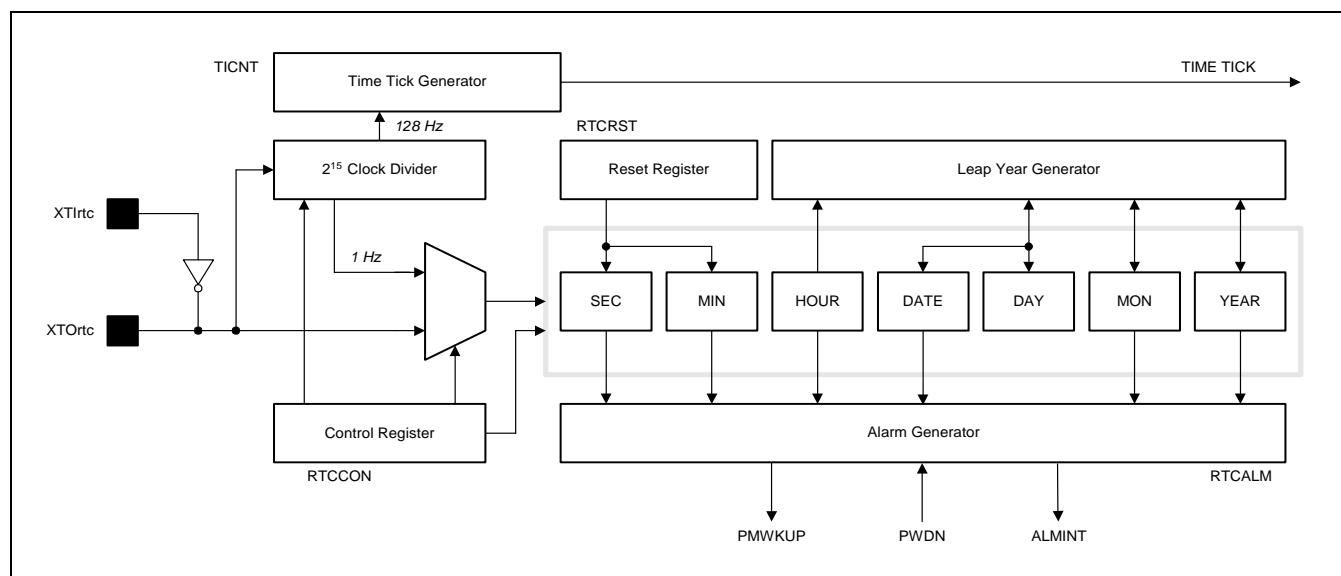 TICNT
Time Tick Generator
TIME TICK
128 Hz
RTCRST
2¹⁵ Clock Divider
Reset Register
Leap Year Generator
XTIrtc
1 Hz
SEC
MIN
HOUR
DATE
DAY
MON
YEAR
XTOrtc
Control Register
Alarm Generator
RTCCON
RTCALM
PMWKUP
PWDN
ALMINT